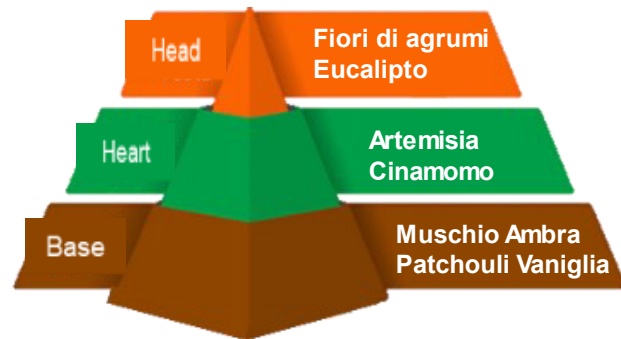 Head
Fiori di agrumi
Eucalipto
Heart
Artemisia
Cinamomo
Base
Muschio Ambra
Patchouli Vaniglia